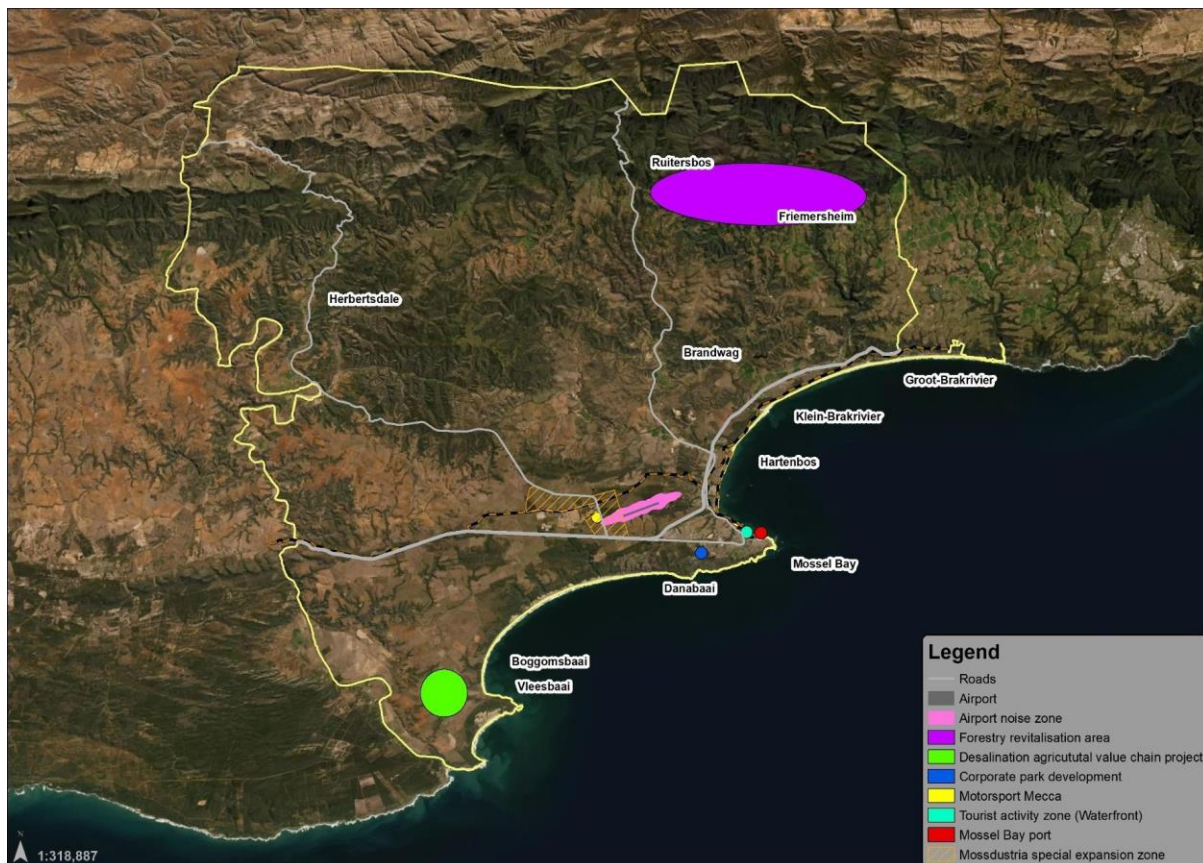 Ruitersbos
Friemersheim
Herbertsdale
Brandwag
Groot-Brakrivier
Klein-Brakrivier
Hartenbos
Mossel Bay
Danabaai
Boggomsbaai
Vleesbaai
Legend
Roads
Airport
Airport noise zone
Forestry revitalisation area
Desalination agricututal value chain project
Corporate park development
Motorsport Mecca
Tourist activity zone (Waterfront)
Mossel Bay port
Mossdustria special expansion zone
N
1:318,887